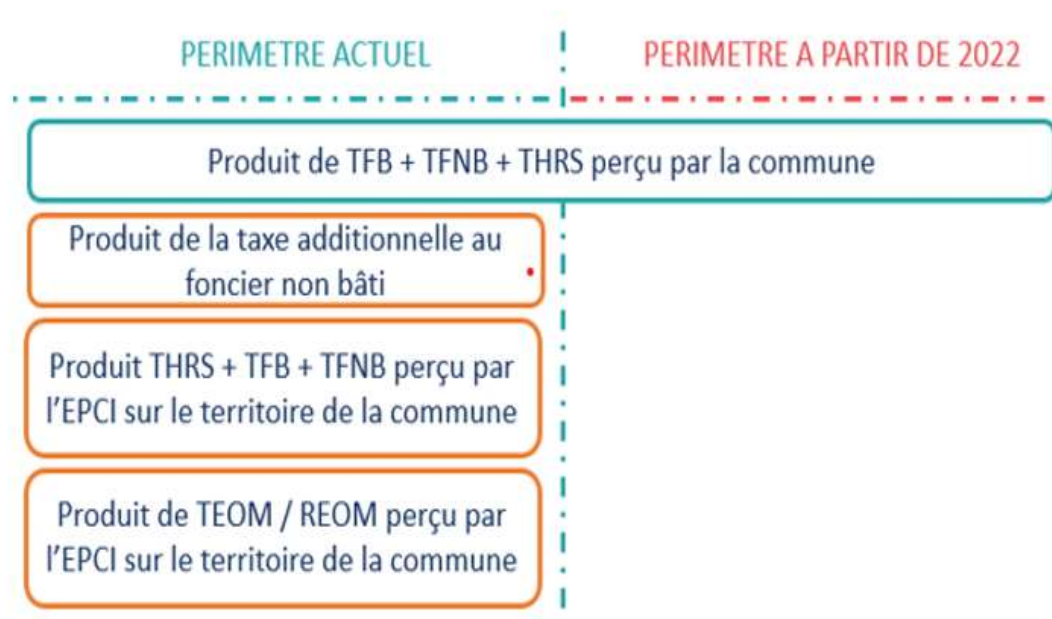 PERIMETRE ACTUEL
PERIMETRE A PARTIR DE 2022
Produit de TFB + TFNB + THRS perçu par la commune
Produit de la taxe additionnelle au
foncier non bâti
Produit THRS + TFB + TFNB perçu par
l’EPCI sur le territoire de la commune
Produit de TEOM / REOM perçu par
l’EPCI sur le territoire de la commune